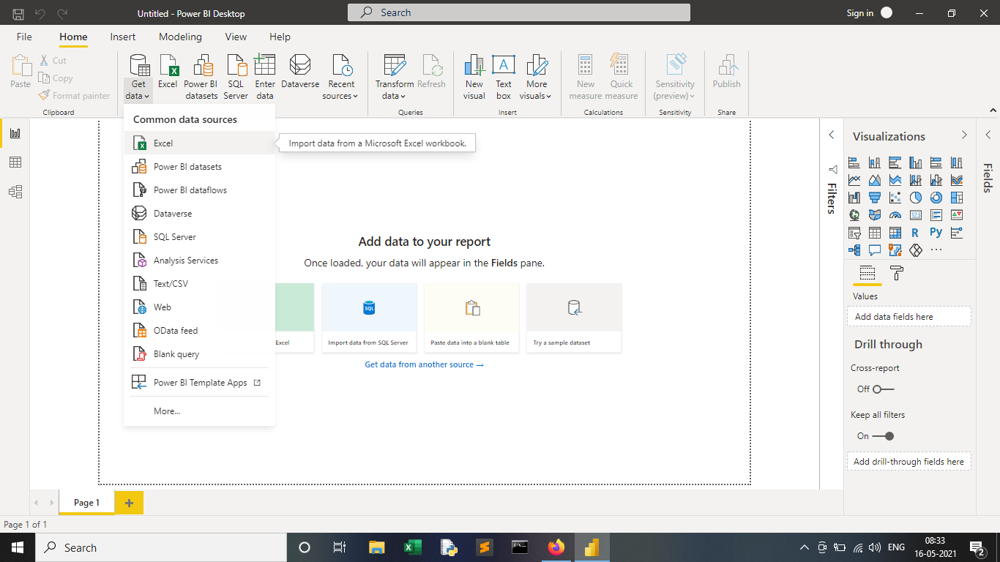 Untitled - Power BI Desktop
Search
Sign in
File Home Insert Modeling View Help
Paste
Cut
Copy
Format painter
Clipboard
Get data
Excel
Power BI datasets
SQL Server
Enter data
Dataverse
Recent sources
Transform data
Refresh
Queries
New visual
Text box
More visuals
Insert
New measure
Quick measure
Calculations
Sensitivity (preview)
Sensitivity
Publish
Share
Common data sources
Excel
Import data from a Microsoft Excel workbook.
Power BI datasets
Power BI dataflows
Dataverse
SQL Server
Analysis Services
Text/CSV
Web
OData feed
Blank query
Power BI Template Apps
More...
Add data to your report
Once loaded, your data will appear in the Fields pane.
Excel
SQL
Import data from SQL Server
Paste data into a blank table
Try a sample dataset
Get data from another source →
Filters
Visualizations
123
R
Py
Values
Add data fields here
Drill through
Cross-report
Off
Keep all filters
On
Add drill-through fields here
Fields
Page 1
Page 1 of 1
Search
ENG
08:33
16-05-2021
2